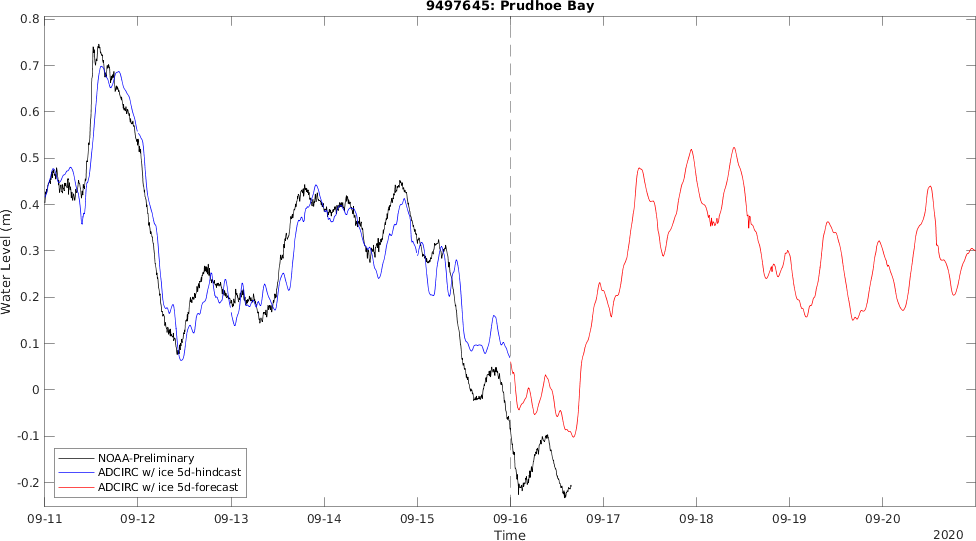 9497645: Prudhoe Bay
0.8
0.7
0.6
0.5
0.4
0.3
0.2
0.1
0
-0.1
-0.2
Water Level (m)
NOAA-Preliminary
ADCIRC w/ ice 5d-hindcast
ADCIRC w/ ice 5d-forecast
09-11 09-12 09-13 09-14 09-15 09-16 09-17 09-18 09-19 09-20
Time
2020